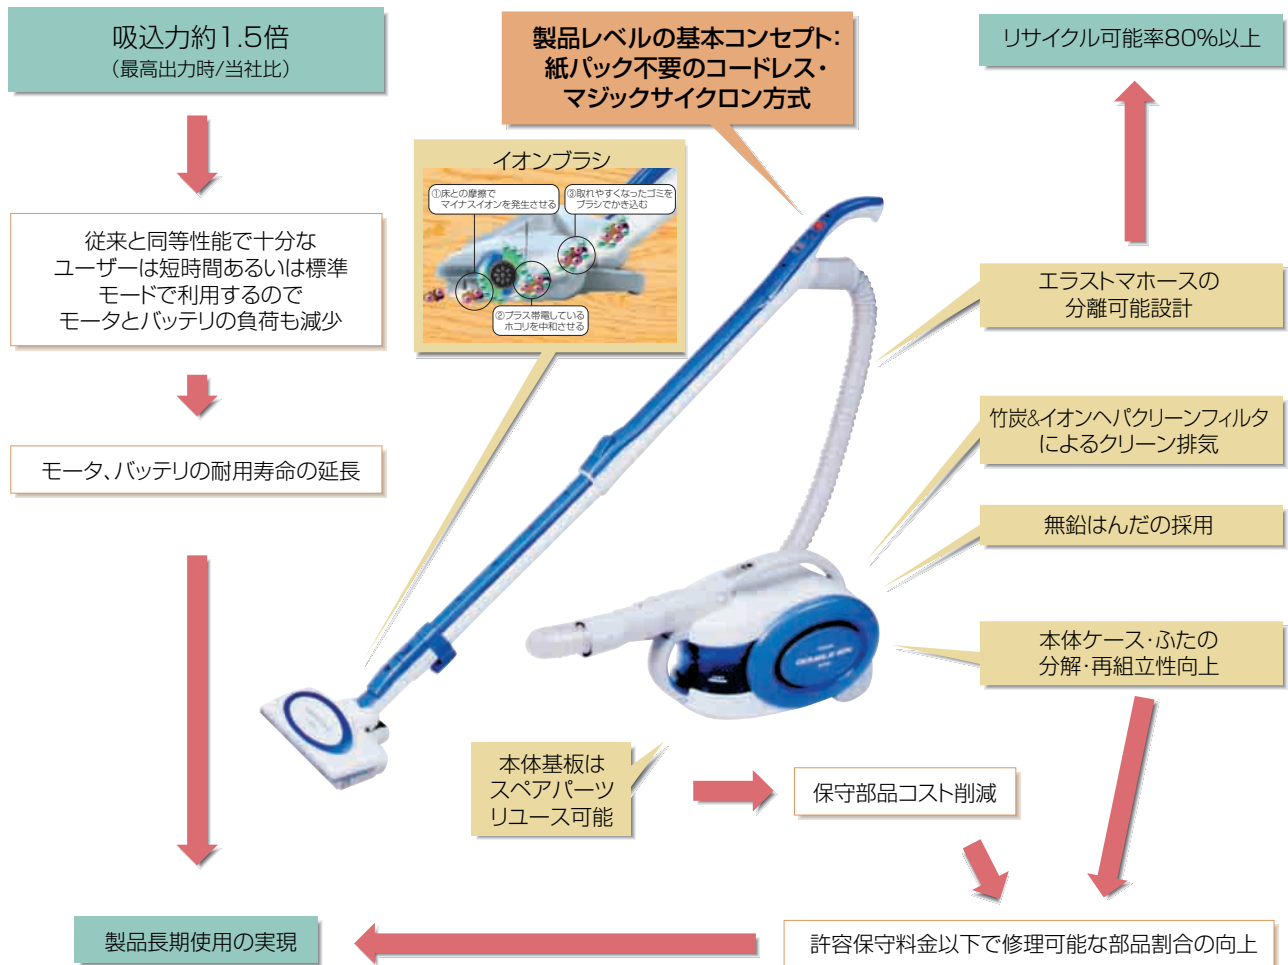 吸込力約1.5倍
(最高出力時/当社比)
製品レベルの基本コンセプト:
紙パック不要のコードレス・
マジックサイクロン方式
リサイクル可能率80%以上
イオンブラシ
①床との摩擦で
マイナスイオンを発生させる
③取れやすくなったゴミを
ブラシでかき込む
②プラス帯電している
ホコリを中和させる
従来と同等性能で十分な
ユーザーは短時間あるいは標準
モードで利用するので
モータとバッテリの負荷も減少
エラストマホースの
分離可能設計
モータ、バッテリの耐用寿命の延長
竹炭&イオンヘパクリーンフィルタ
によるクリーン排気
無鉛はんだの採用
本体ケース・ふたの
分解・再組立性向上
本体基板は
スペアパーツ
リユース可能
保守部品コスト削減
製品長期使用の実現
許容保守料金以下で修理可能な部品割合の向上